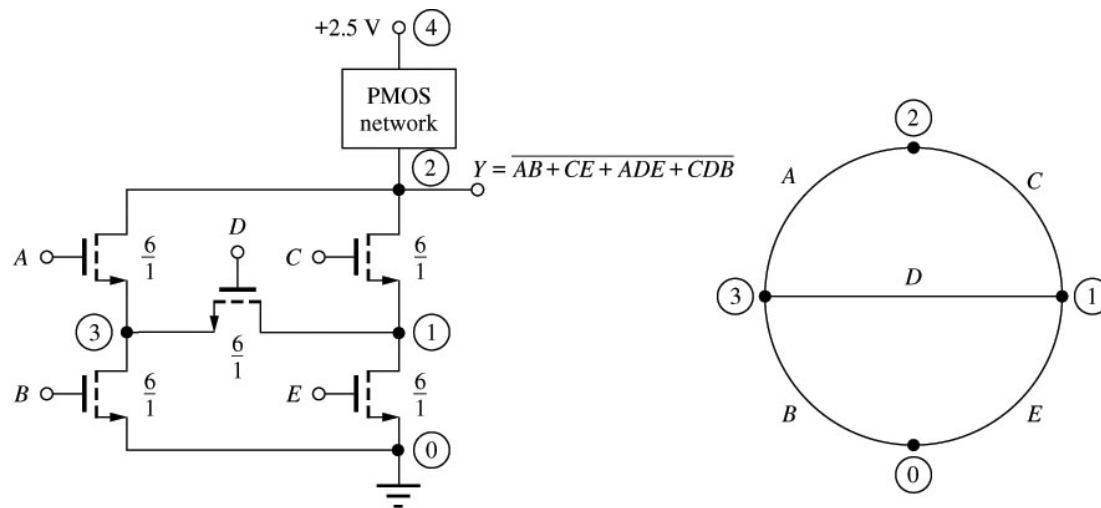 +2.5 V 4
PMOS
network
2
Y = \overline{AB + CE + ADE + CDB}
A 6/1
D
C 6/1
3
6/1
1
B 6/1
E 6/1
0
2
A
C
3
D
1
B
E
0